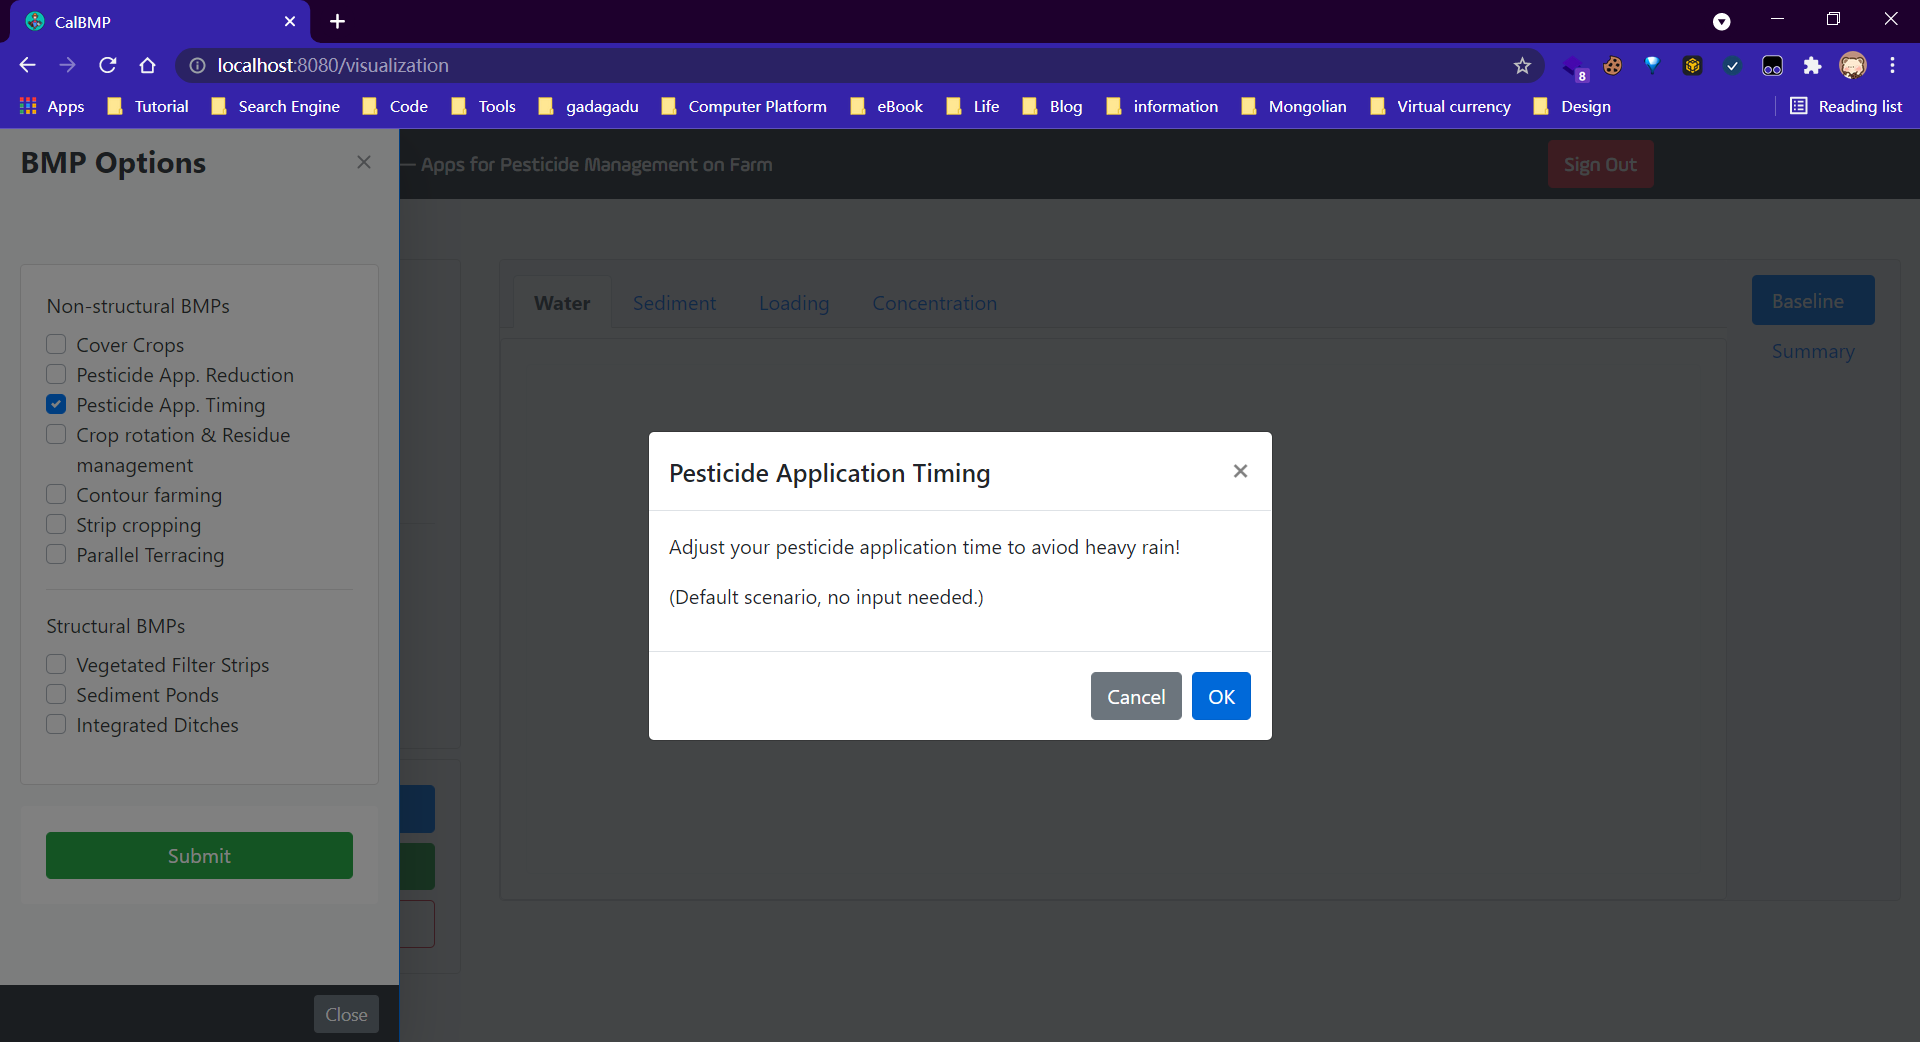 CalBMP
localhost:8080/visualization
8
Apps Tutorial Search Engine Code Tools gadagadu Computer Platform eBook Life Blog information Mongolian Virtual currency Design Reading list
BMP Options
— Apps for Pesticide Management on Farm
Sign Out
Non-structural BMPs
Cover Crops
Pesticide App. Reduction
Pesticide App. Timing
Crop rotation & Residue
management
Contour farming
Strip cropping
Parallel Terracing
Structural BMPs
Vegetated Filter Strips
Sediment Ponds
Integrated Ditches
Submit
Close
Water Sediment Loading Concentration
Baseline
Summary
Pesticide Application Timing
Adjust your pesticide application time to aviod heavy rain!
(Default scenario, no input needed.)
Cancel OK